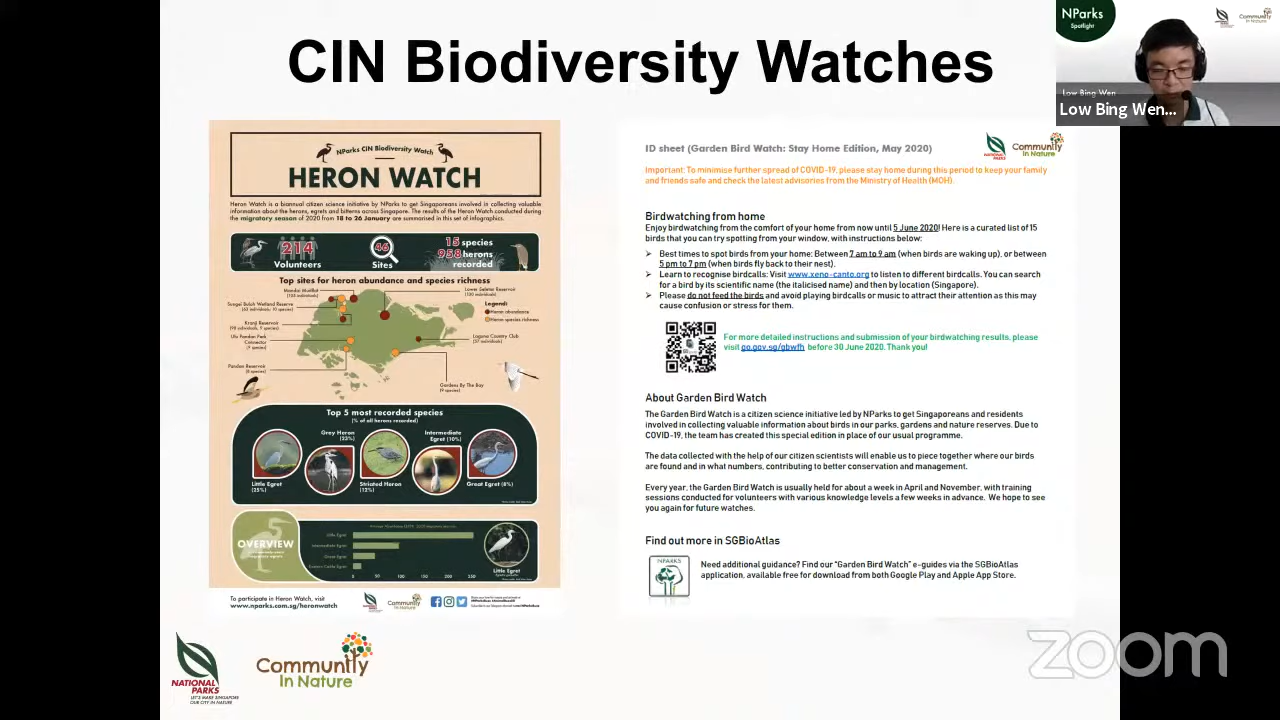 CIN Biodiversity Watches
NParks
Spotlight
Community
In Nature
Low Bing Wen
Low Bing Wen...
NParks CIN Biodiversity Watch
HERON WATCH
Heron Watch is a biannual citizen science initiative by NParks to get Singaporeans involved in collecting valuable
information about the herons, egrets and bitterns across Singapore. The results of the Heron Watch conducted during
the migratory season of 2020 from 18 to 26 January are summarised in this set of infographics.
214
Volunteers
46
Sites
15 species
958 herons
recorded
Top sites for heron abundance and species richness
Mandai Mudflat
Lower Seletar Reservoir
Sungei Buloh Wetland Reserve
Legend:
Heron abundance
Heron species richness
Kranji Reservoir
Ulu Pandan Park
Connector
Laguna Country Club
Pandan Reservoir
Gardens By The Bay
(9 species)
Top 5 most recorded species
(% of all herons recorded)
Grey Heron
(23%)
Intermediate
Egret (10%)
Little Egret
(25%)
Striated Heron
(12%)
Great Egret (8%)
OVERVIEW
Little Egret
Intermediate Egret
Great Egret
Eastern Cattle Egret
0 50 100 150 200 250
Little Egret
To participate in Heron Watch, visit
www.nparks.com.sg/heronwatch
ID sheet (Garden Bird Watch: Stay Home Edition, May 2020)
NATIONAL
PARKS
Community
In Nature
Important: To minimise further spread of COVID-19, please stay home during this period to keep your family
and friends safe and check the latest advisories from the Ministry of Health (MOH).
Birdwatching from home
Enjoy birdwatching from the comfort of your home from now until 5 June 2020! Here is a curated list of 15
birds that you can try spotting from your window, with instructions below:
➢ Best times to spot birds from your home: Between 7 am to 9 am (when birds are waking up), or between
5 pm to 7 pm (when birds fly back to their nest).
➢ Learn to recognise birdcalls: Visit www.xeno-canto.org to listen to different birdcalls. You can search
for a bird by its scientific name (the italicised name) and then by location (Singapore).
➢ Please do not feed the birds and avoid playing birdcalls or music to attract their attention as this may
cause confusion or stress for them.
For more detailed instructions and submission of your birdwatching results, please
visit go.gov.sg/gbwfh before 30 June 2020. Thank you!
About Garden Bird Watch
The Garden Bird Watch is a citizen science initiative led by NParks to get Singaporeans and residents
involved in collecting valuable information about birds in our parks, gardens and nature reserves. Due to
COVID-19, the team has created this special edition in place of our usual programme.
The data collected with the help of our citizen scientists will enable us to piece together where our birds
are found and in what numbers, contributing to better conservation and management.
Every year, the Garden Bird Watch is usually held for about a week in April and November, with training
sessions conducted for volunteers with various knowledge levels a few weeks in advance. We hope to see
you again for future watches.
Find out more in SGBioAtlas
NPARKS
Need additional guidance? Find our "Garden Bird Watch" e-guides via the SGBioAtlas
application, available free for download from both Google Play and Apple App Store.
NATIONAL
PARKS
LET'S MAKE SINGAPORE
OUR CITY IN NATURE
Community
In Nature
zoom